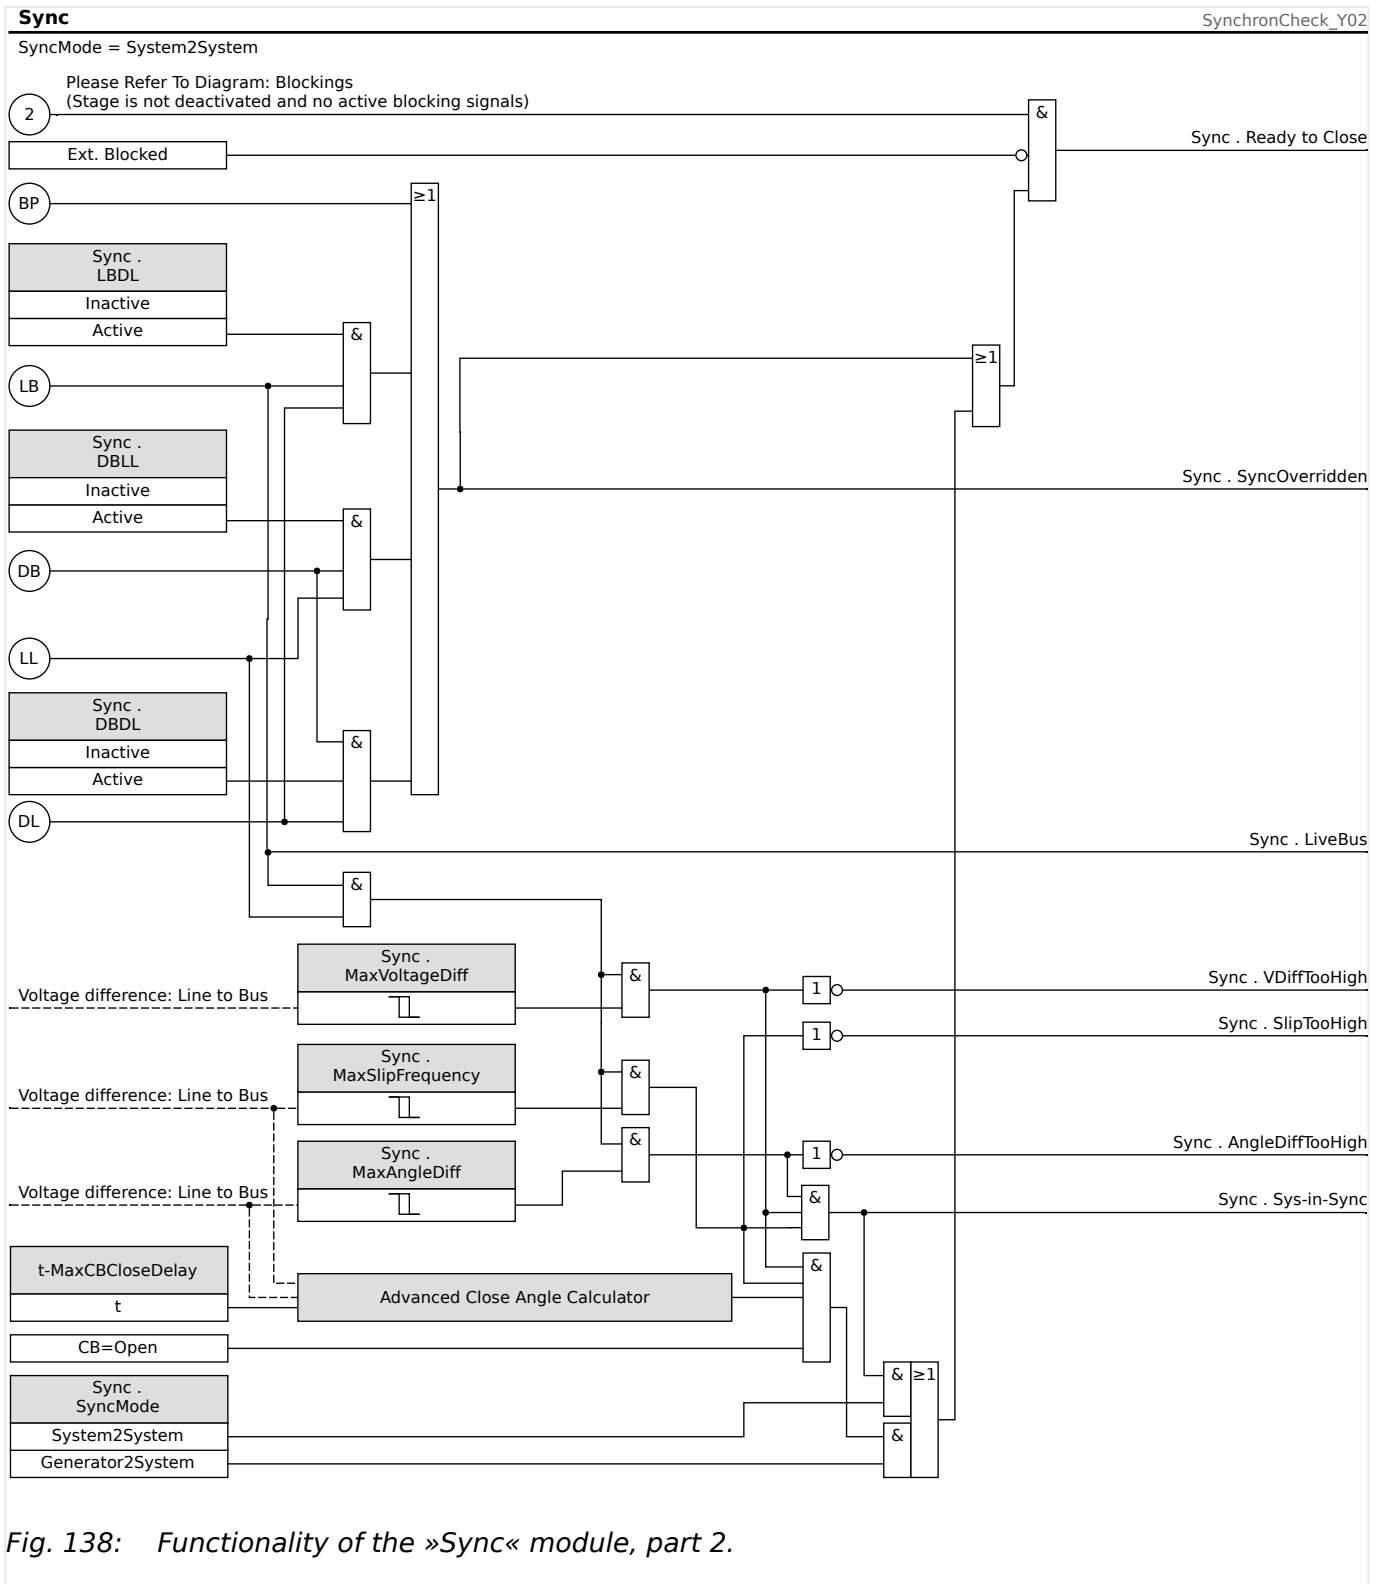 Sync
SynchronCheck_Y02
SyncMode = System2System
Please Refer To Diagram: Blockings
(Stage is not deactivated and no active blocking signals)
2
&
Sync . Ready to Close
Ext. Blocked
BP
≥1
Sync .
LBDL
Inactive
Active
&
≥1
LB
Sync .
DBLL
Inactive
Active
&
Sync . SyncOverridden
DB
LL
Sync .
DBDL
Inactive
Active
&
DL
Sync . LiveBus
&
Sync .
MaxVoltageDiff
Voltage difference: Line to Bus
&
1
Sync . VDiffTooHigh
1
Sync . SlipTooHigh
Sync .
MaxSlipFrequency
Voltage difference: Line to Bus
&
Sync .
MaxAngleDiff
Voltage difference: Line to Bus
&
1
Sync . AngleDiffTooHigh
&
Sync . Sys-in-Sync
t-MaxCBCloseDelay
t
Advanced Close Angle Calculator
&
CB=Open
Sync .
SyncMode
System2System
Generator2System
&
≥1
&
Fig. 138: Functionality of the »Sync« module, part 2.